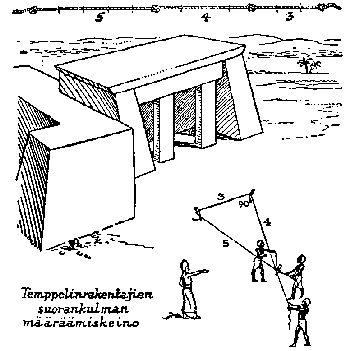 5 4 3
3
90°
4
5
Temppelinrakentajien
suorankulman
määräämiskeino